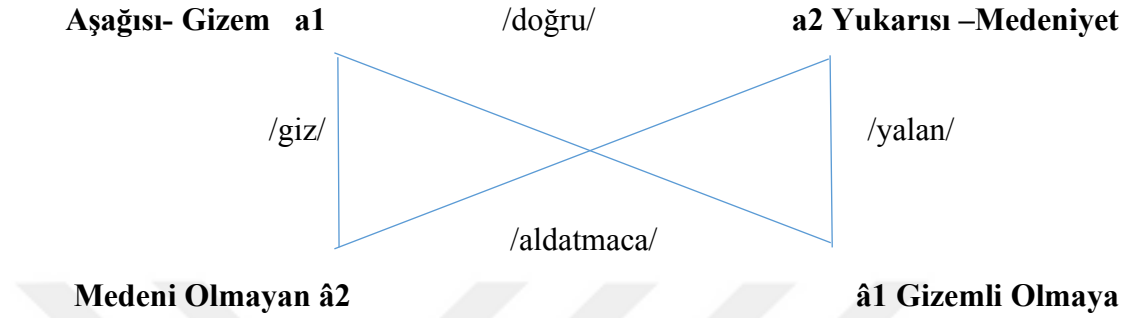 Aşağısı- Gizem a1 /doğru/ a2 Yukarısı –Medeniyet
/giz/ /yalan/
/aldatmaca/
Medeni Olmayan â2 â1 Gizemli Olmaya